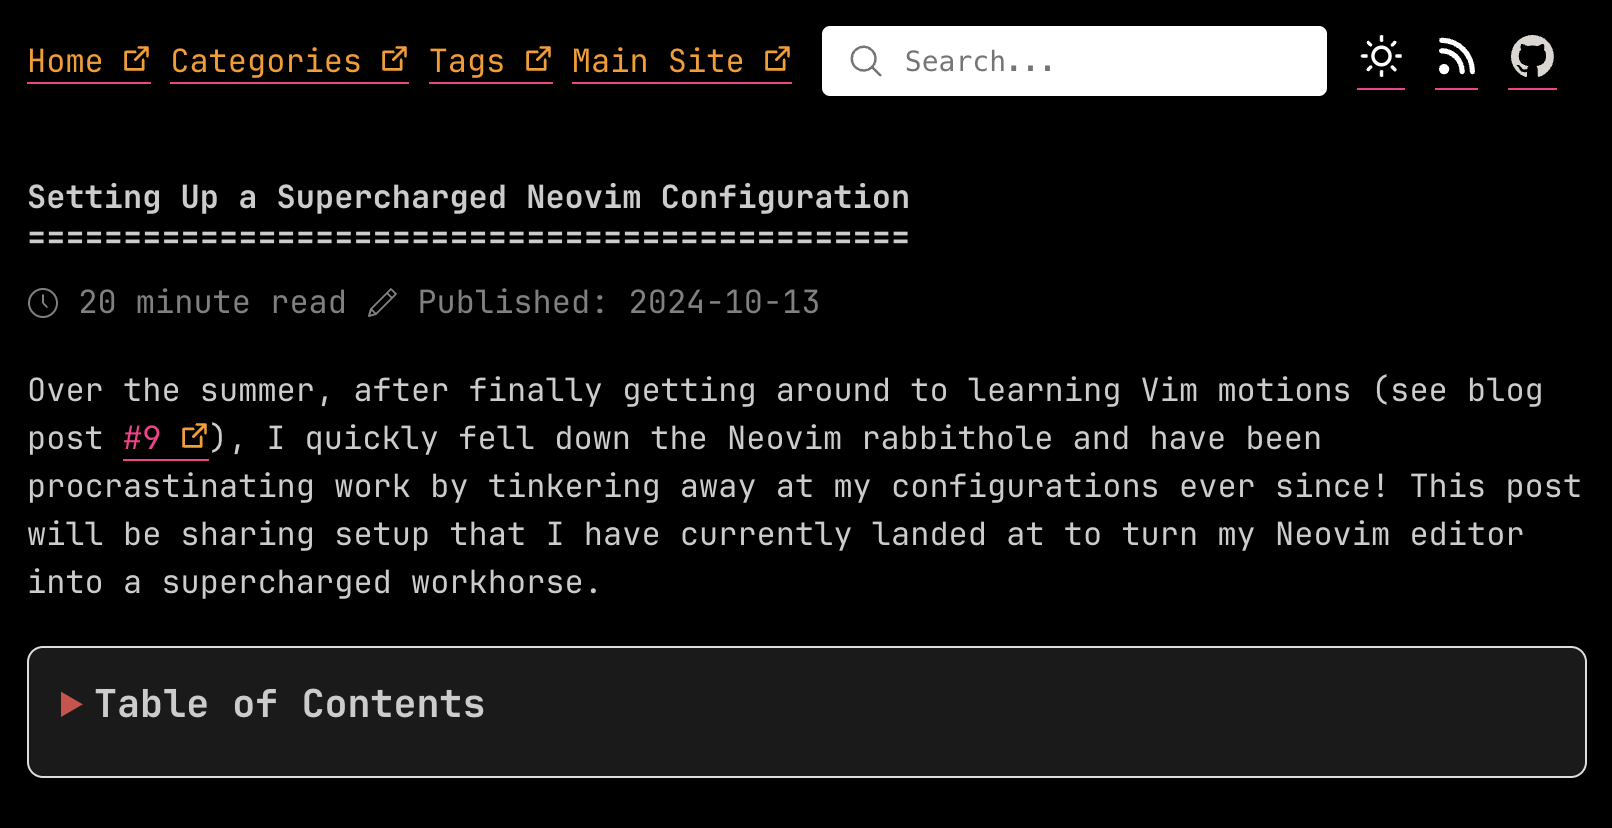 Home Categories Tags Main Site Search...
Setting Up a Supercharged Neovim Configuration
==============================================
20 minute read Published: 2024-10-13
Over the summer, after finally getting around to learning Vim motions (see blog
post #9 ), I quickly fell down the Neovim rabbithole and have been
procrastinating work by tinkering away at my configurations ever since! This post
will be sharing setup that I have currently landed at to turn my Neovim editor
into a supercharged workhorse.
Table of Contents